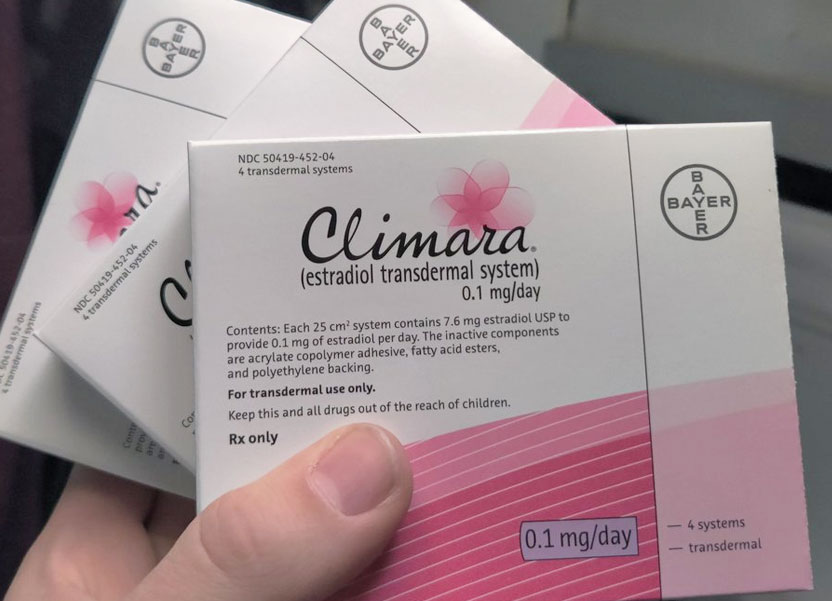 BAYER
BAYER
BAYER
BAYER
NDC 50419-452-04
4 transdermal systems
BAYER
BAYER
Climara®
(estradiol transdermal system)
0.1 mg/day
Contents: Each 25 cm² system contains 7.6 mg estradiol USP to
provide 0.1 mg of estradiol per day. The inactive components
are acrylate copolymer adhesive, fatty acid esters,
and polyethylene backing.
For transdermal use only.
Keep this and all drugs out of the reach of children.
Rx only
0.1 mg/day
— 4 systems
— transdermal
ara®
NDC 50419-452-04
4 transdermal systems
NDC 50419-452-04
4 transdermal systems